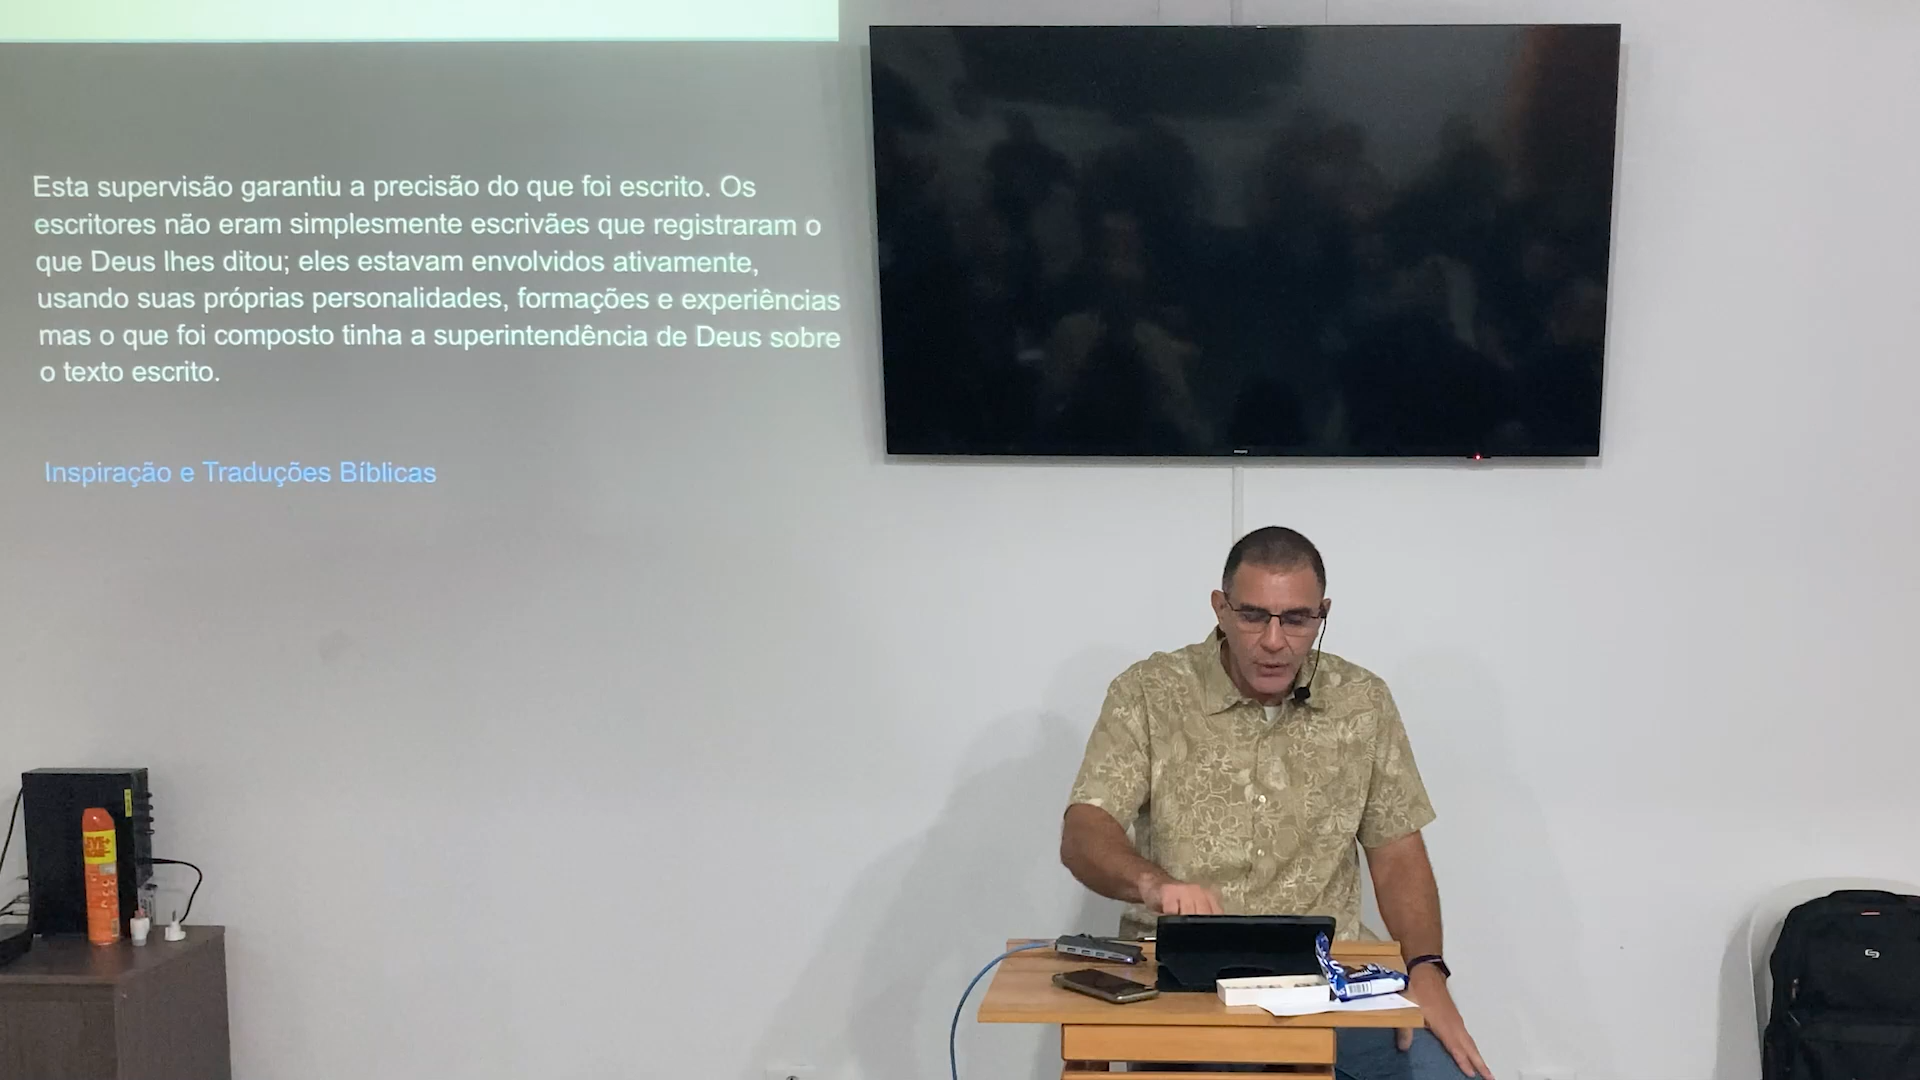 Esta supervisão garantiu a precisão do que foi escrito. Os
escritores não eram simplesmente escrivães que registraram o
que Deus lhes ditou; eles estavam envolvidos ativamente,
usando suas próprias personalidades, formações e experiências
mas o que foi composto tinha a superintendência de Deus sobre
o texto escrito.
Inspiração e Traduções Bíblicas